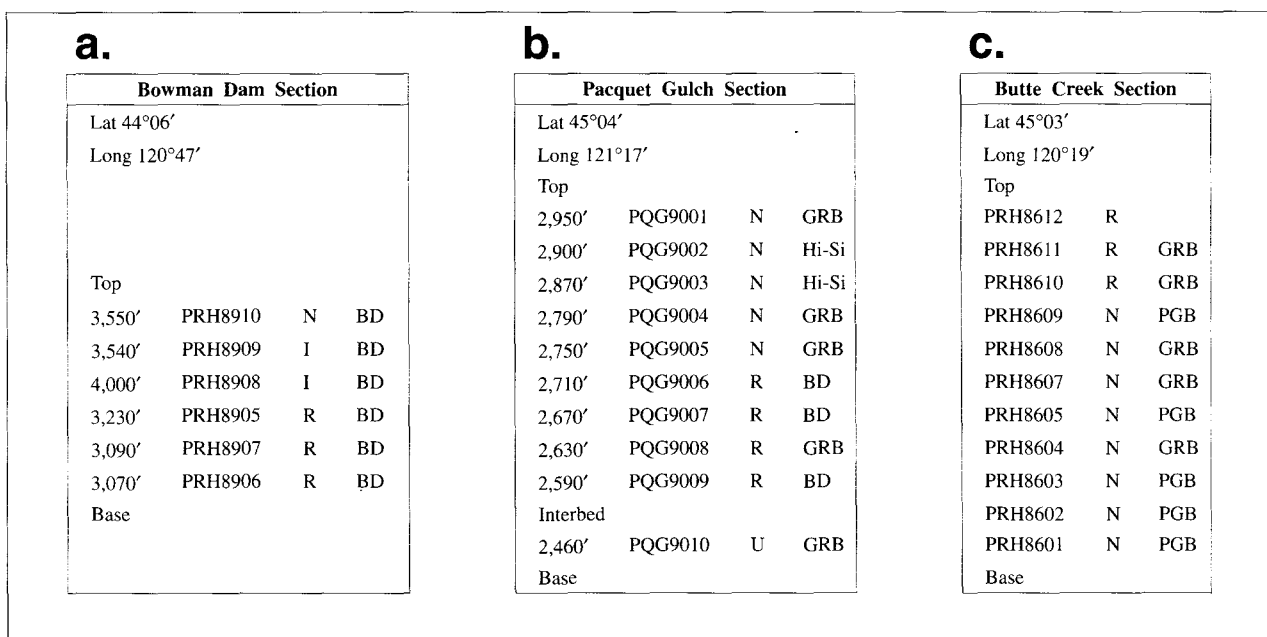 a.
Bowman Dam Section
Lat 44°06′
Long 120°47′
Top
3,550′ PRH8910 N BD
3,540′ PRH8909 I BD
4,000′ PRH8908 I BD
3,230′ PRH8905 R BD
3,090′ PRH8907 R BD
3,070′ PRH8906 R BD
Base
b.
Pacquet Gulch Section
Lat 45°04′
Long 121°17′
Top
2,950′ PQG9001 N GRB
2,900′ PQG9002 N Hi-Si
2,870′ PQG9003 N Hi-Si
2,790′ PQG9004 N GRB
2,750′ PQG9005 N GRB
2,710′ PQG9006 R BD
2,670′ PQG9007 R BD
2,630′ PQG9008 R GRB
2,590′ PQG9009 R BD
Interbed
2,460′ PQG9010 U GRB
Base
c.
Butte Creek Section
Lat 45°03′
Long 120°19′
Top
PRH8612 R
PRH8611 R GRB
PRH8610 R GRB
PRH8609 N PGB
PRH8608 N GRB
PRH8607 N GRB
PRH8605 N PGB
PRH8604 N GRB
PRH8603 N PGB
PRH8602 N PGB
PRH8601 N PGB
Base